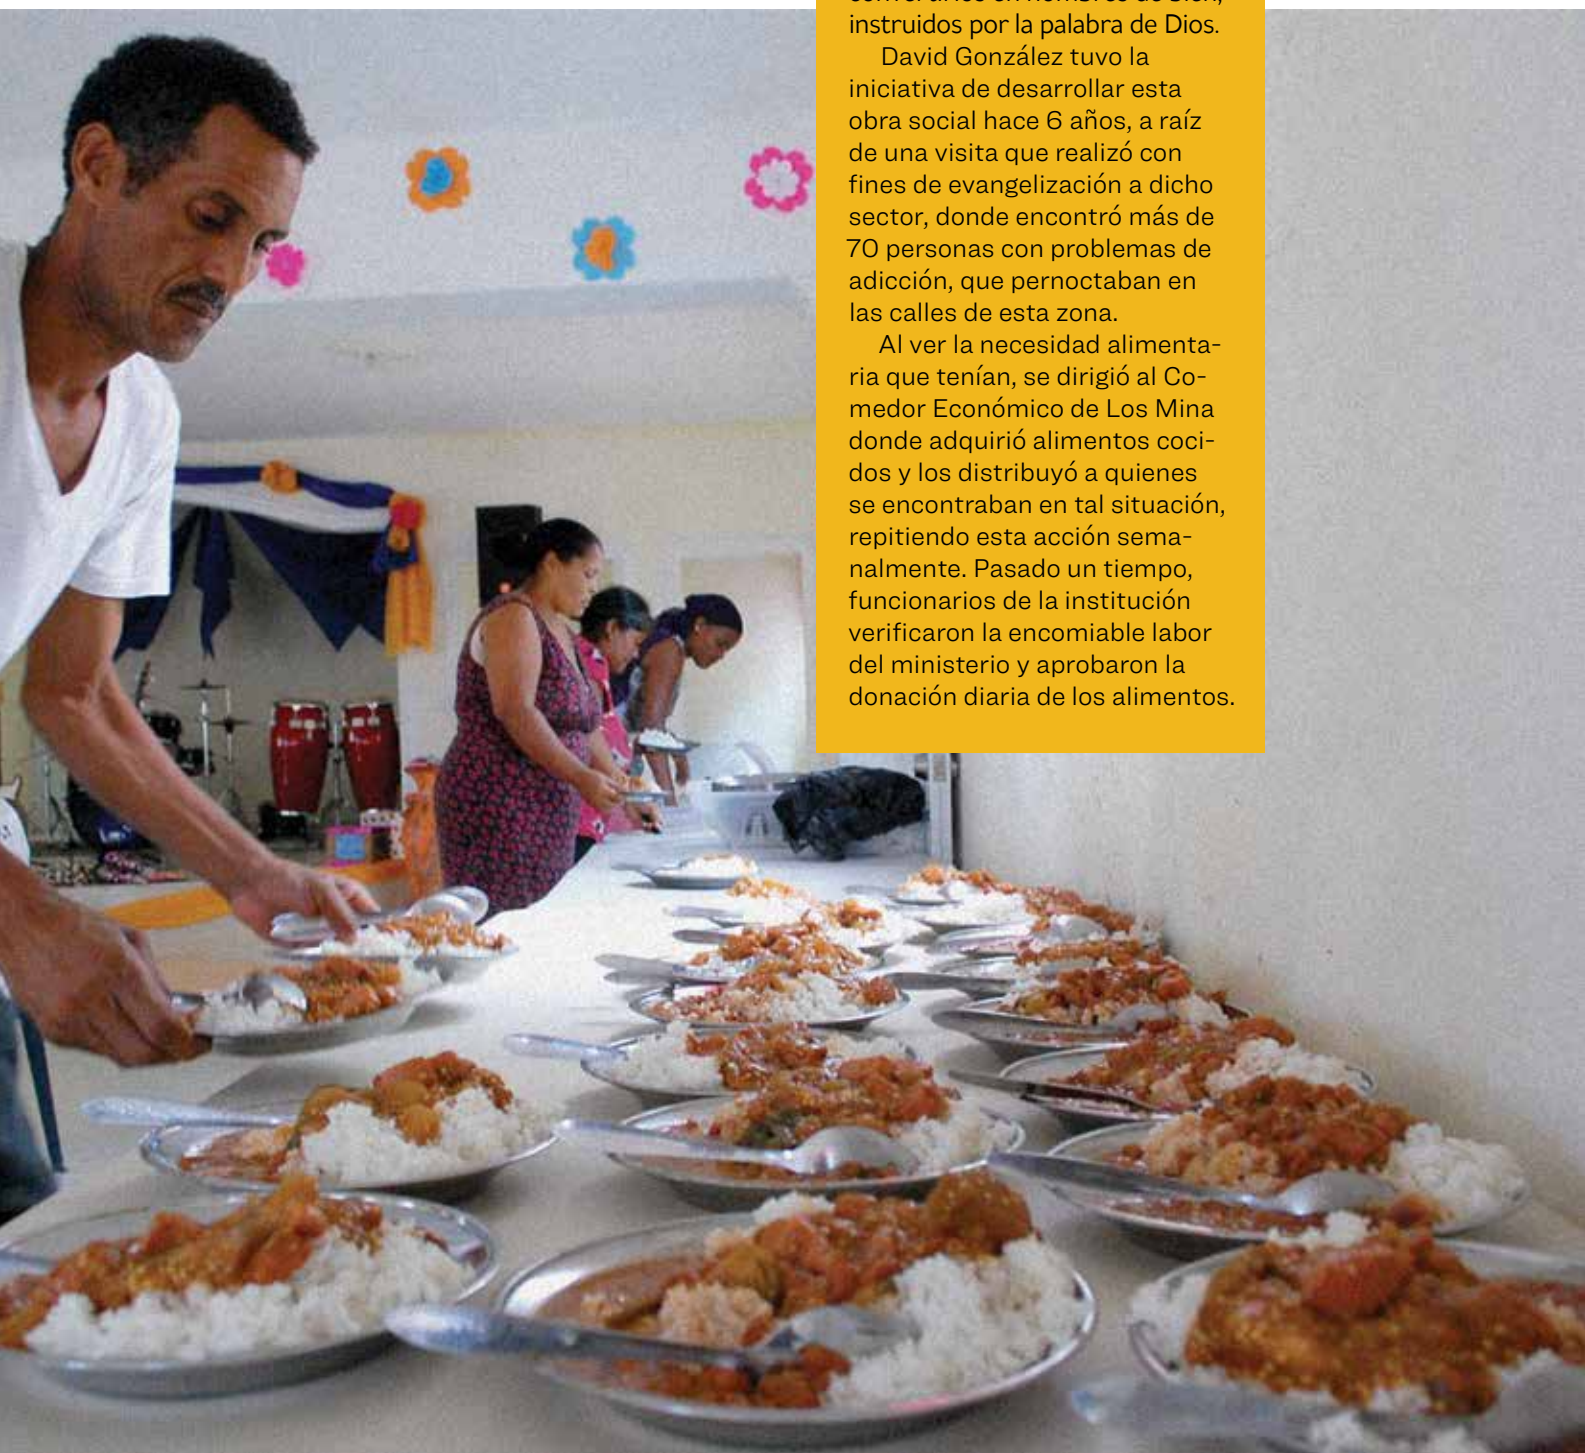 instruidos por la palabra de Dios.
David González tuvo la
iniciativa de desarrollar esta
obra social hace 6 años, a raíz
de una visita que realizó con
fines de evangelización a dicho
sector, donde encontró más de
70 personas con problemas de
adicción, que pernoctaban en
las calles de esta zona.
Al ver la necesidad alimenta-
ria que tenían, se dirigió al Co-
medor Económico de Los Mina
donde adquirió alimentos coci-
dos y los distribuyó a quienes
se encontraban en tal situación,
repitiendo esta acción sema-
nalmente. Pasado un tiempo,
funcionarios de la institución
verificaron la encomiable labor
del ministerio y aprobaron la
donación diaria de los alimentos.